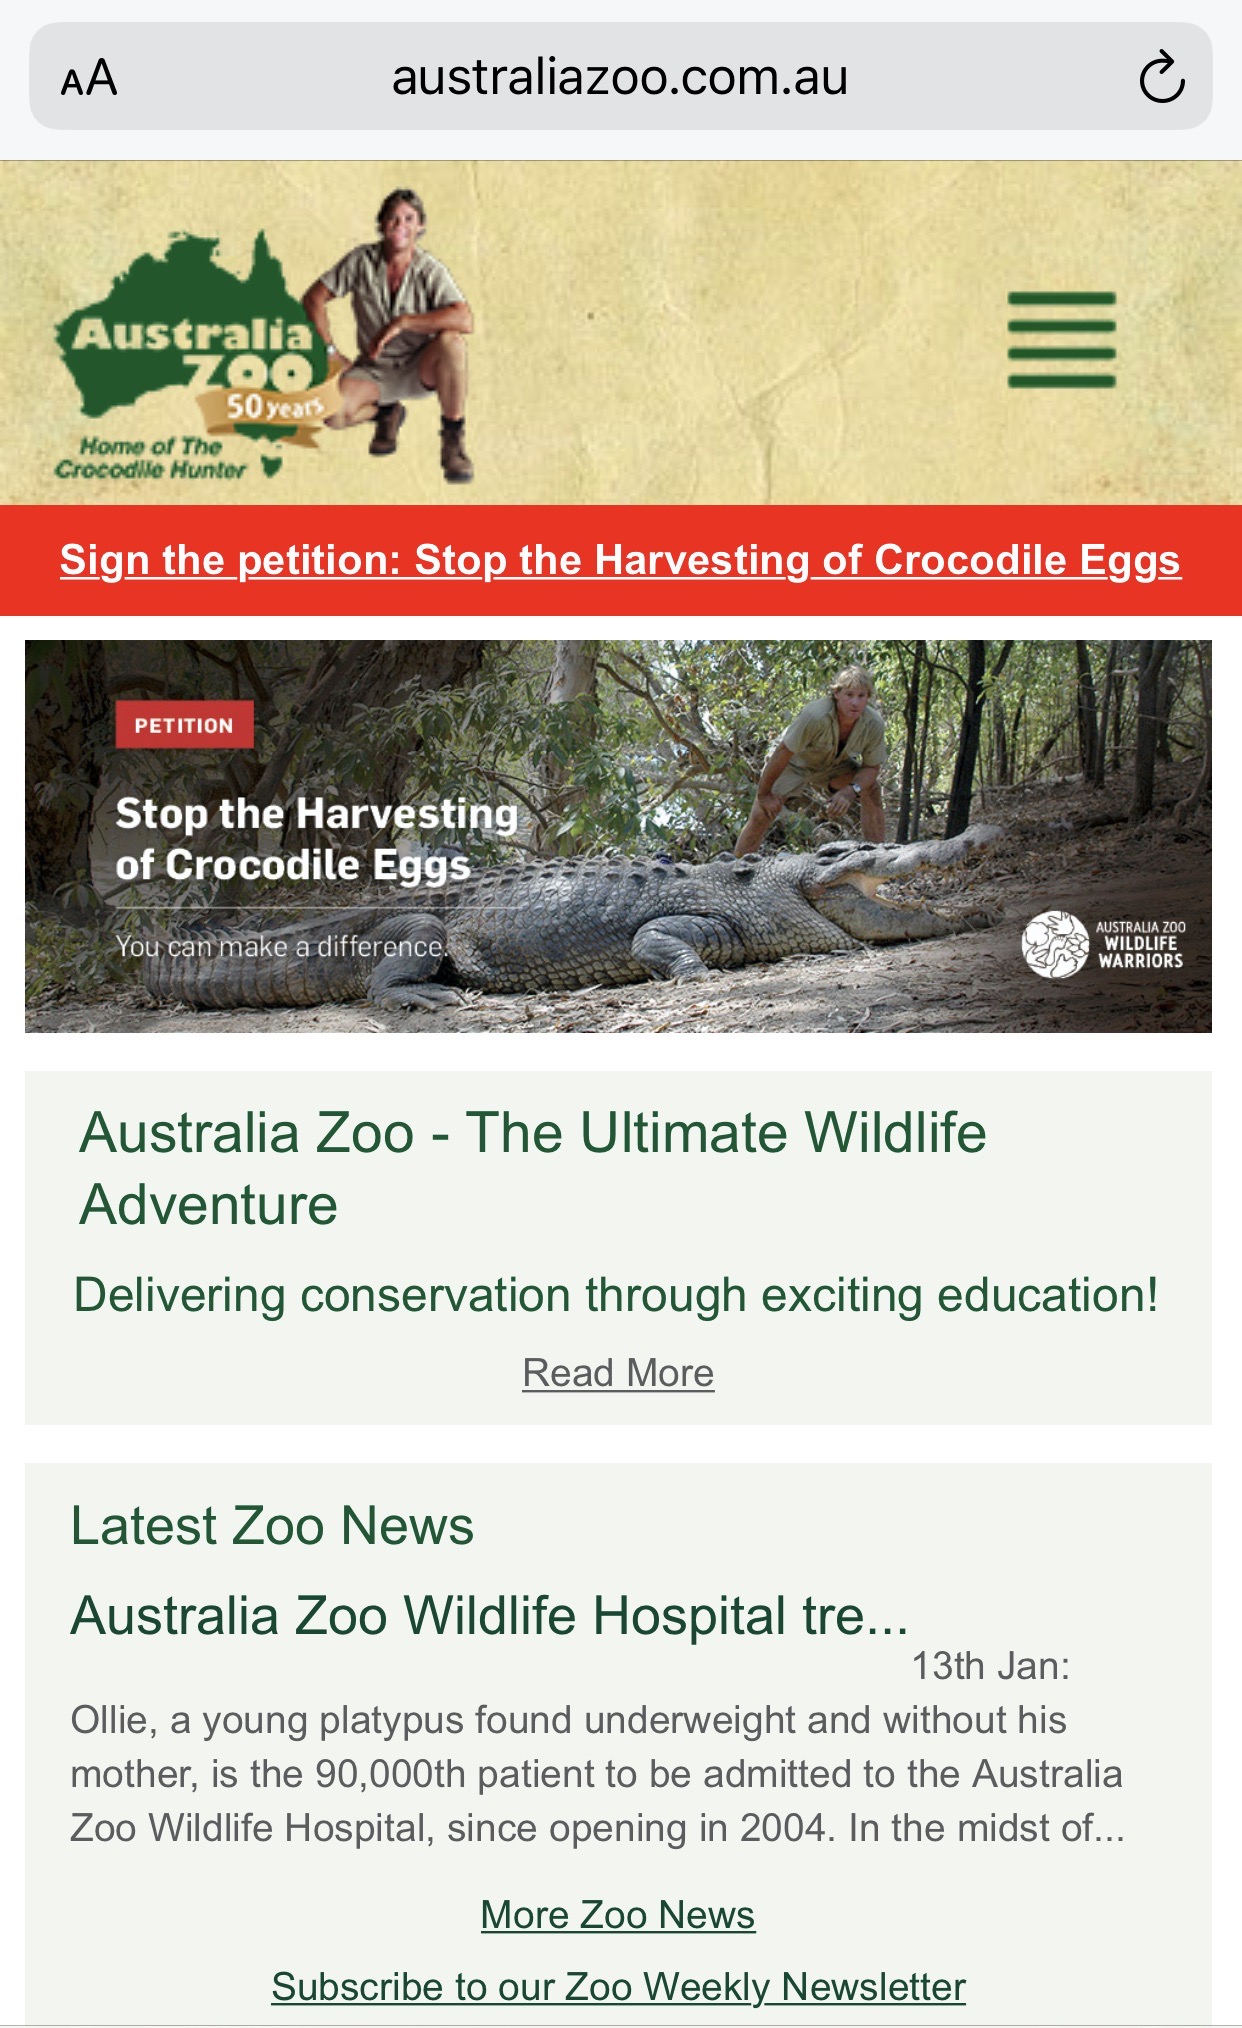 AA
australiazoo.com.au
Australia
ZOO
50 years
Home of The
Crocodile Hunter
Sign the petition: Stop the Harvesting of Crocodile Eggs
PETITION
Stop the Harvesting
of Crocodile Eggs
You can make a difference.
AUSTRALIA ZOO
WILDLIFE
WARRIORS
Australia Zoo - The Ultimate Wildlife
Adventure
Delivering conservation through exciting education!
Read More
Latest Zoo News
Australia Zoo Wildlife Hospital tre...
13th Jan:
Ollie, a young platypus found underweight and without his
mother, is the 90,000th patient to be admitted to the Australia
Zoo Wildlife Hospital, since opening in 2004. In the midst of...
More Zoo News
Subscribe to our Zoo Weekly Newsletter